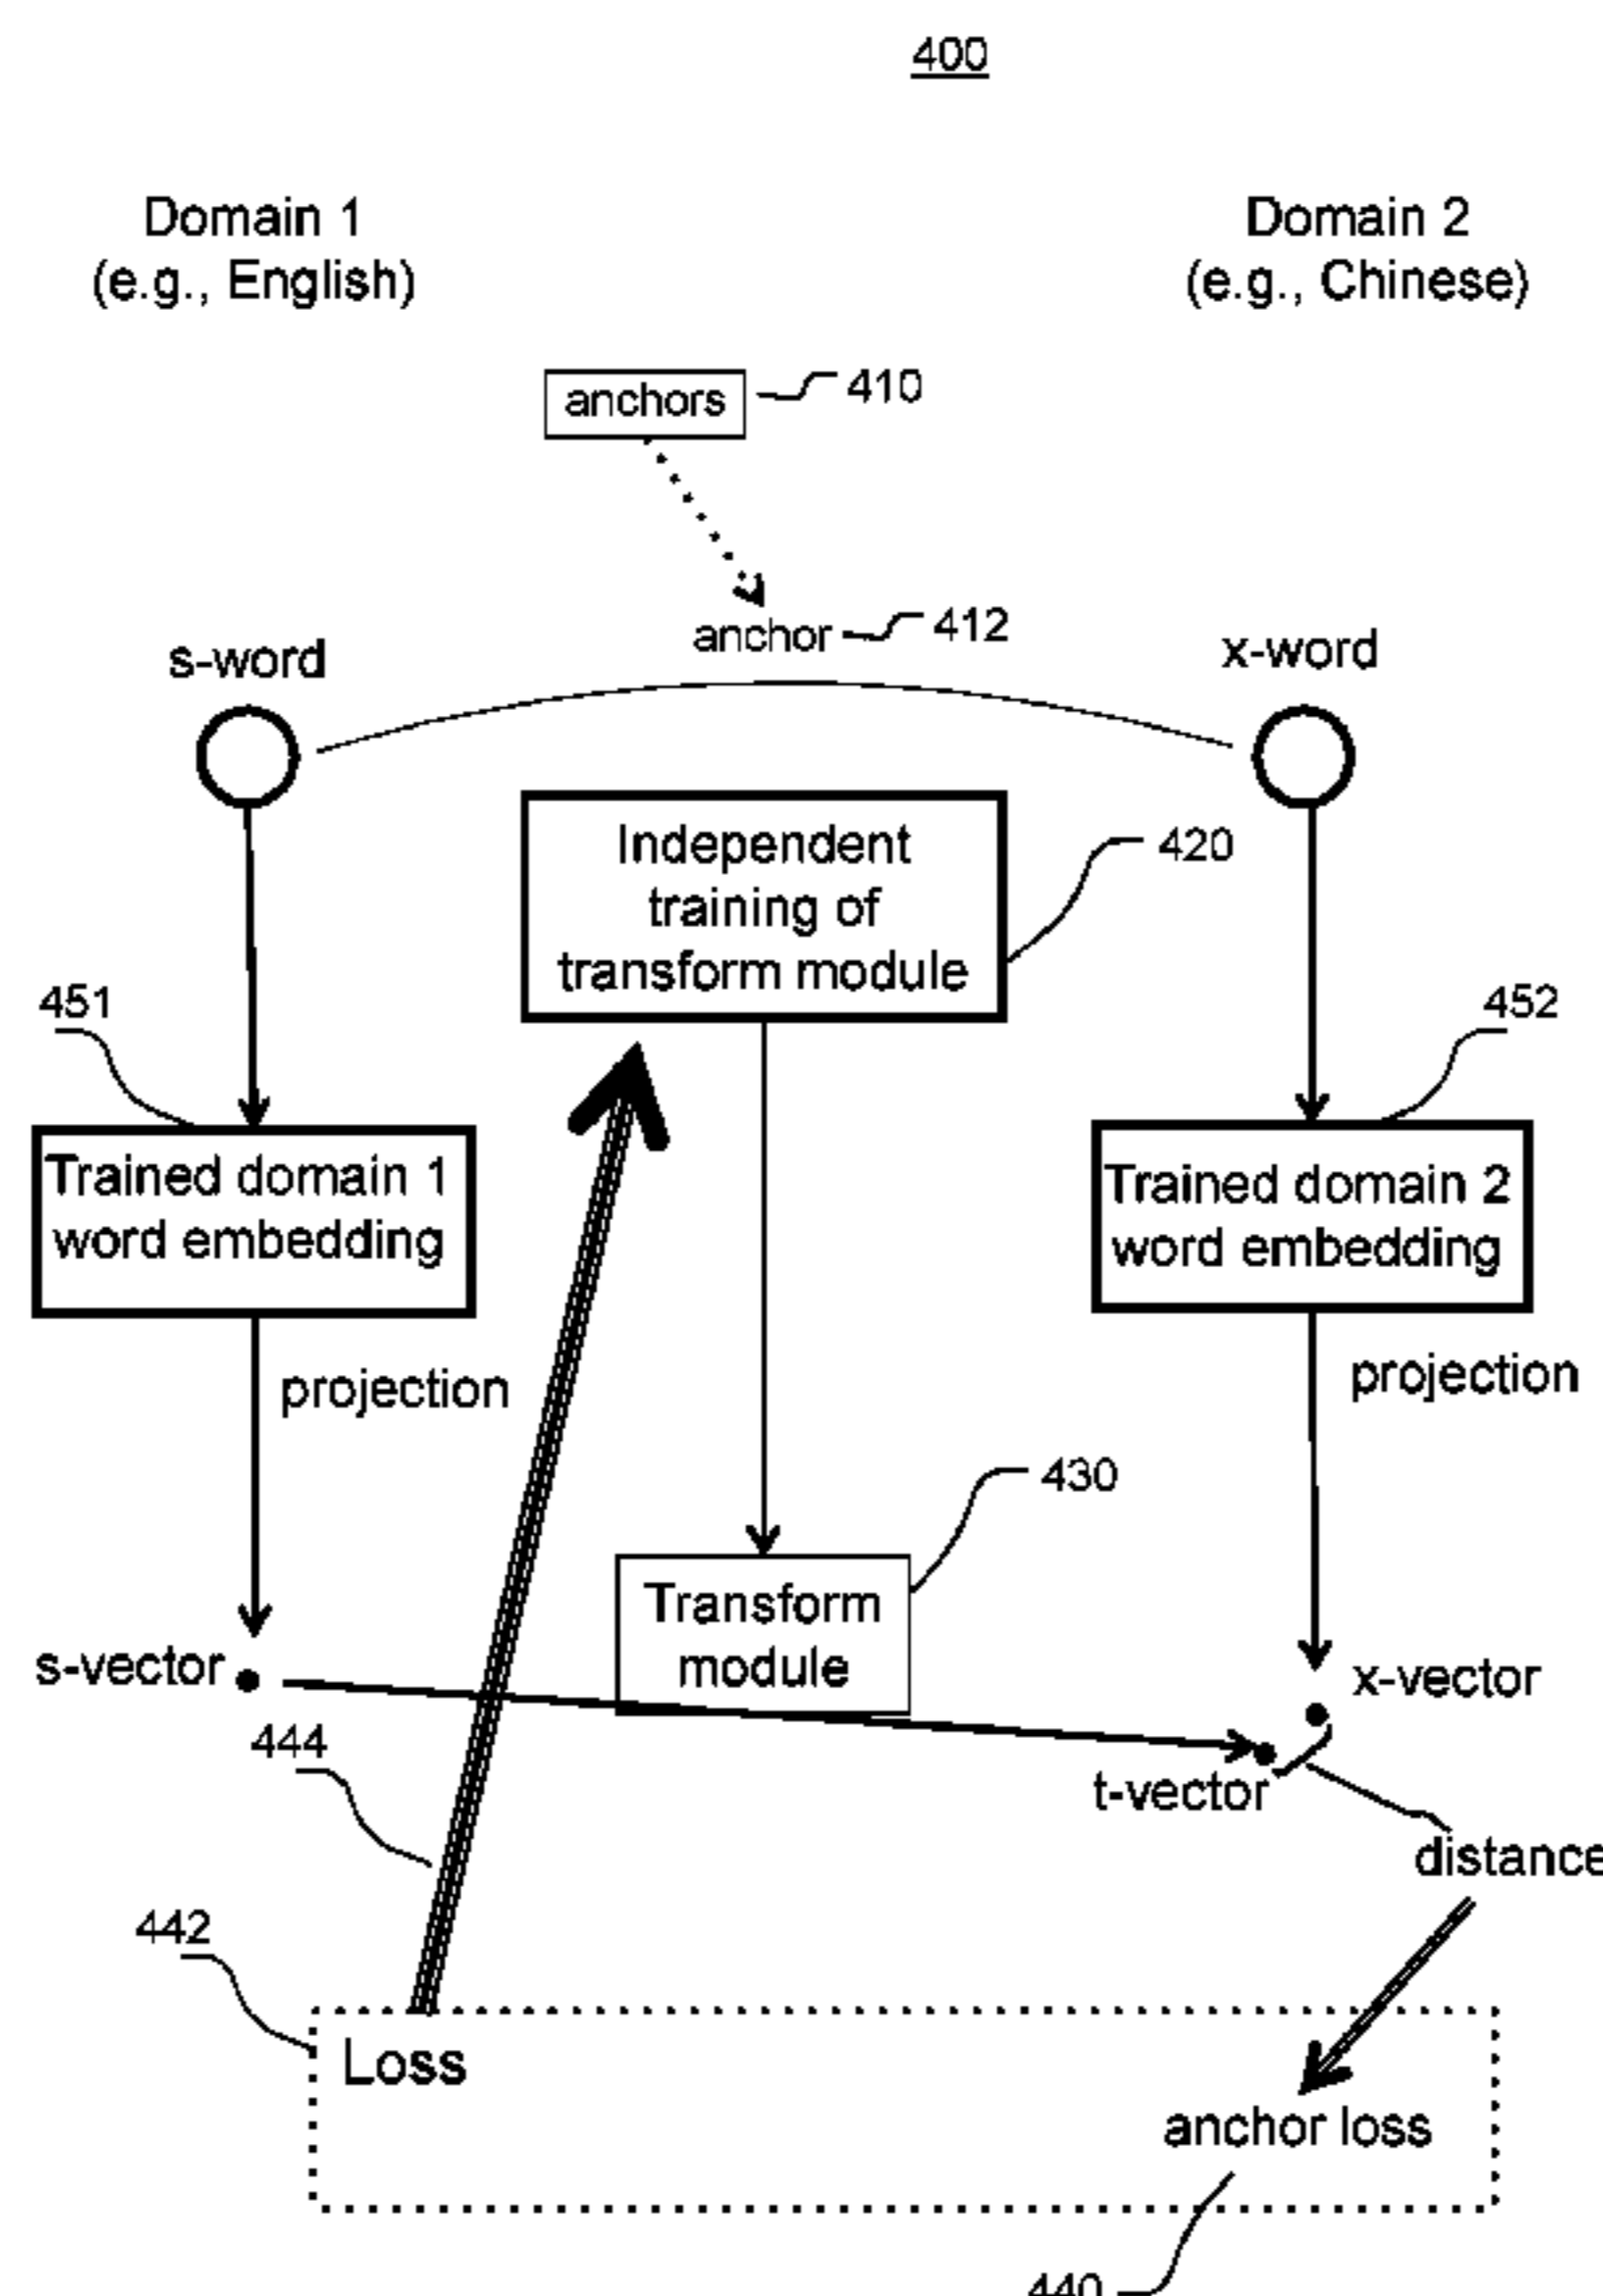 400
Domain 1
(e.g., English)
Domain 2
(e.g., Chinese)
anchors
410
anchor
412
s-word
x-word
Independent
training of
transform module
420
451
452
Trained domain 1
word embedding
Trained domain 2
word embedding
projection
projection
430
Transform
module
s-vector
x-vector
444
t-vector
distance
442
Loss
anchor loss
440